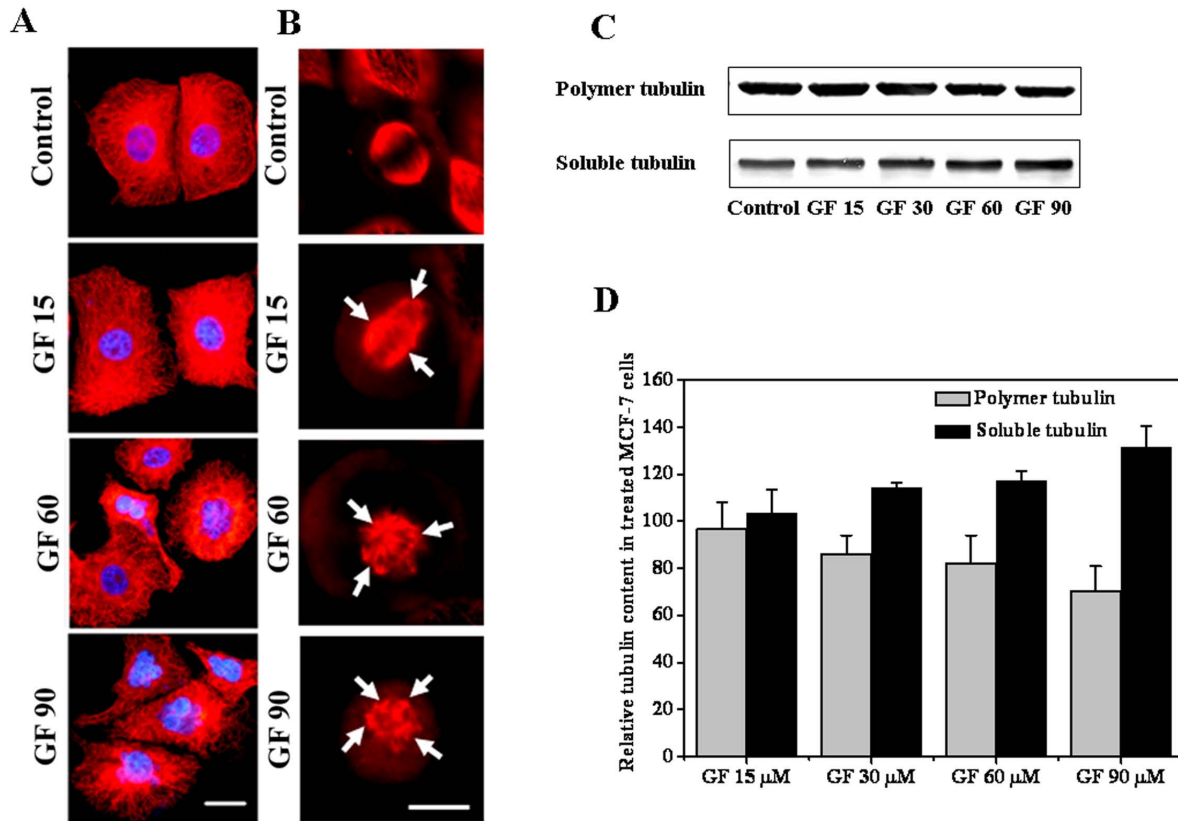 A
B
Control
GF 15
GF 60
GF 90
Control
GF 15
GF 60
GF 90
C
Polymer tubulin
Soluble tubulin
Control GF 15 GF 30 GF 60 GF 90
D
Relative tubulin content in treated MCF-7 cells
160
140
120
100
80
60
40
20
0
Polymer tubulin
Soluble tubulin
GF 15 μM GF 30 μM GF 60 μM GF 90 μM